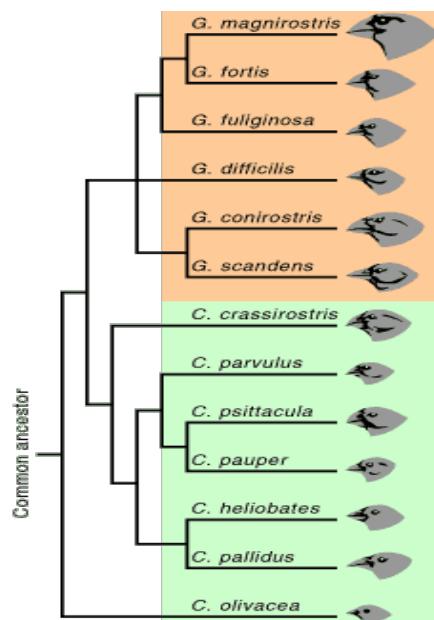 G. magnirostris
G. fortis
G. fuliginosa
G. difficilis
G. conirostris
G. scandens
C. crassirostris
C. parvulus
C. psittacula
C. pauper
C. heliobates
C. pallidus
C. olivacea
Common ancestor